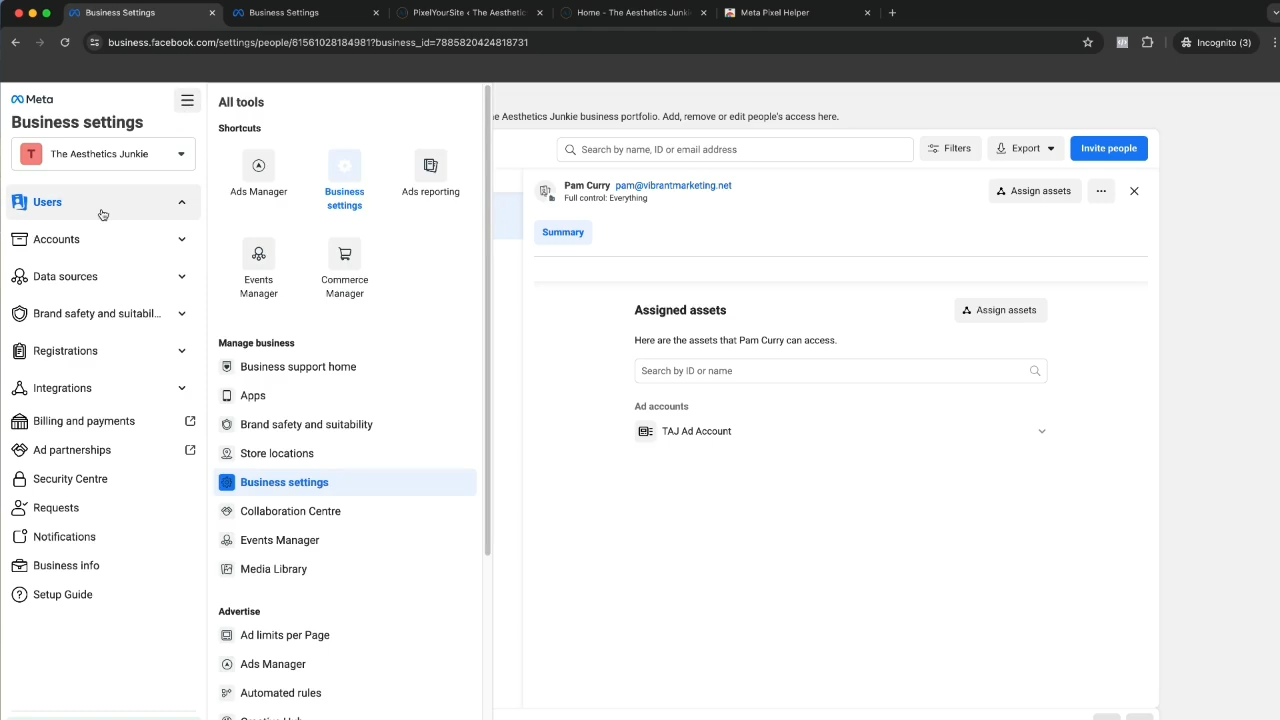 Business Settings
Business Settings
PixelYourSite ‹ The Aesthetic
Home - The Aesthetics Junki
Meta Pixel Helper
business.facebook.com/settings/people/61561028184981?business_id=7885820424818731
Incognito (3)
Meta
Business settings
T
The Aesthetics Junkie
Users
Accounts
Data sources
Brand safety and suitabil...
Registrations
Integrations
Billing and payments
Ad partnerships
Security Centre
Requests
Notifications
Business info
Setup Guide
All tools
Shortcuts
Ads Manager
Business
settings
Ads reporting
Events
Manager
Commerce
Manager
Manage business
Business support home
Apps
Brand safety and suitability
Store locations
Business settings
Collaboration Centre
Events Manager
Media Library
Advertise
Ad limits per Page
Ads Manager
Automated rules
e Aesthetics Junkie business portfolio. Add, remove or edit people's access here.
Search by name, ID or email address
Filters
Export
Invite people
Pam Curry pam@vibrantmarketing.net
Full control: Everything
Assign assets
Summary
Assigned assets
Assign assets
Here are the assets that Pam Curry can access.
Search by ID or name
Ad accounts
TAJ Ad Account